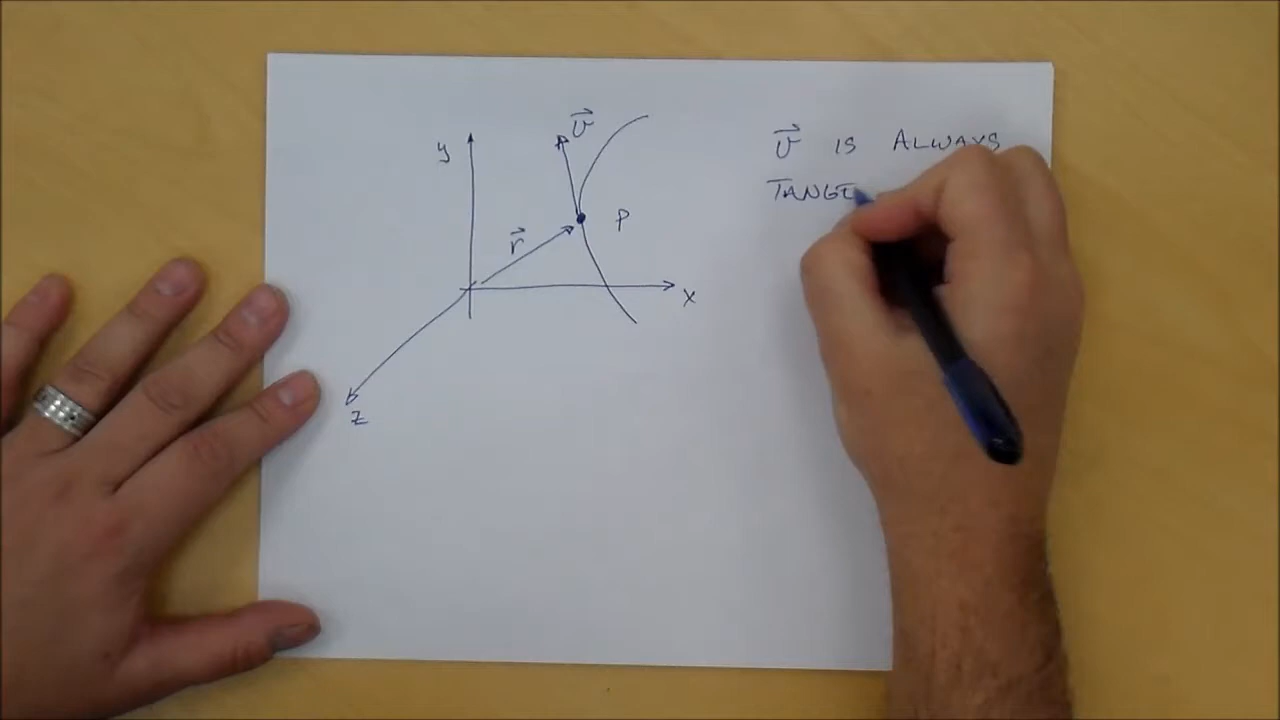 v⃗
y
v⃗ IS ALWAYS
TANGE
P
r⃗
x
z